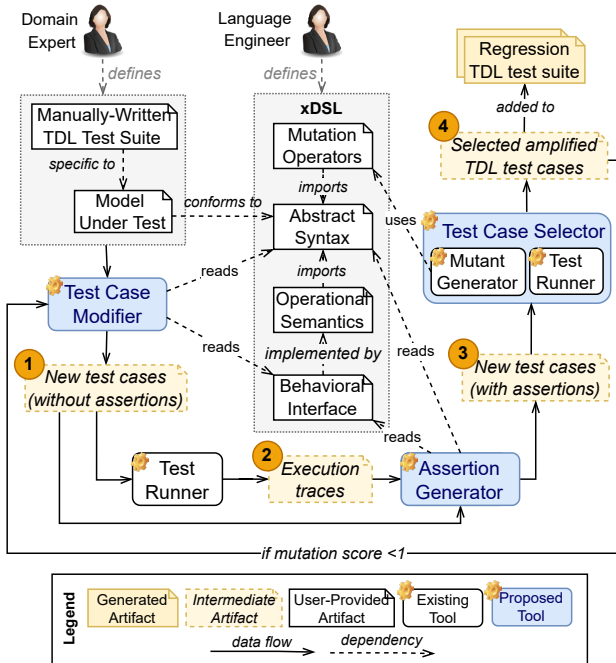 Domain
Expert
Language
Engineer
defines
defines
Manually-Written
TDL Test Suite
specific to
Model
Under Test
conforms to
xDSL
Mutation
Operators
imports
Abstract
Syntax
imports
Operational
Semantics
implemented by
Behavioral
Interface
Regression
TDL test suite
added to
4
Selected amplified
TDL test cases
uses
Test Case Selector
Mutant
Generator
Test
Runner
reads
reads
reads
reads
Test Case
Modifier
1
New test cases
(without assertions)
3
New test cases
(with assertions)
Test
Runner
2
Execution
traces
Assertion
Generator
if mutation score <1
Legend
Generated
Artifact
Intermediate
Artifact
User-Provided
Artifact
Existing
Tool
Proposed
Tool
data flow
dependency